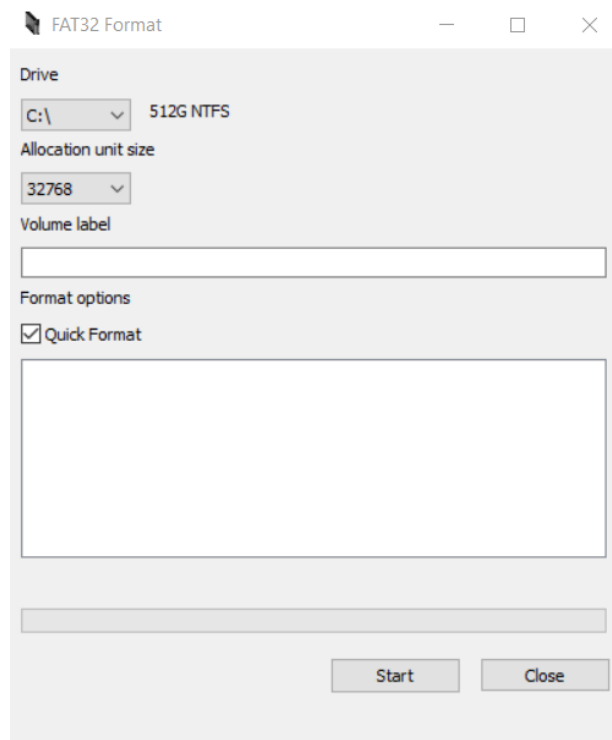 FAT32 Format
Drive
C:\ 512G NTFS
Allocation unit size
32768
Volume label
Format options
Quick Format
Start Close